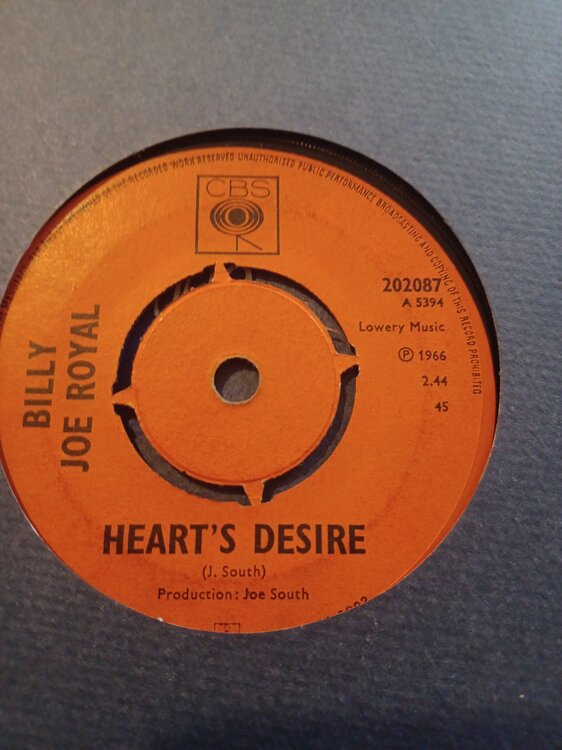 OF THE RECORDED WORK RESERVED UNAUTHORISED PUBLIC PERFORMANCE BROADCASTING AND COPYING OF THIS RECORD PROHIBITED
CBS
202087
A 5394
Lowery Music
Ⓟ 1966
2.44
45
BILLY
JOE ROYAL
HEART'S DESIRE
(J. South)
Production: Joe South